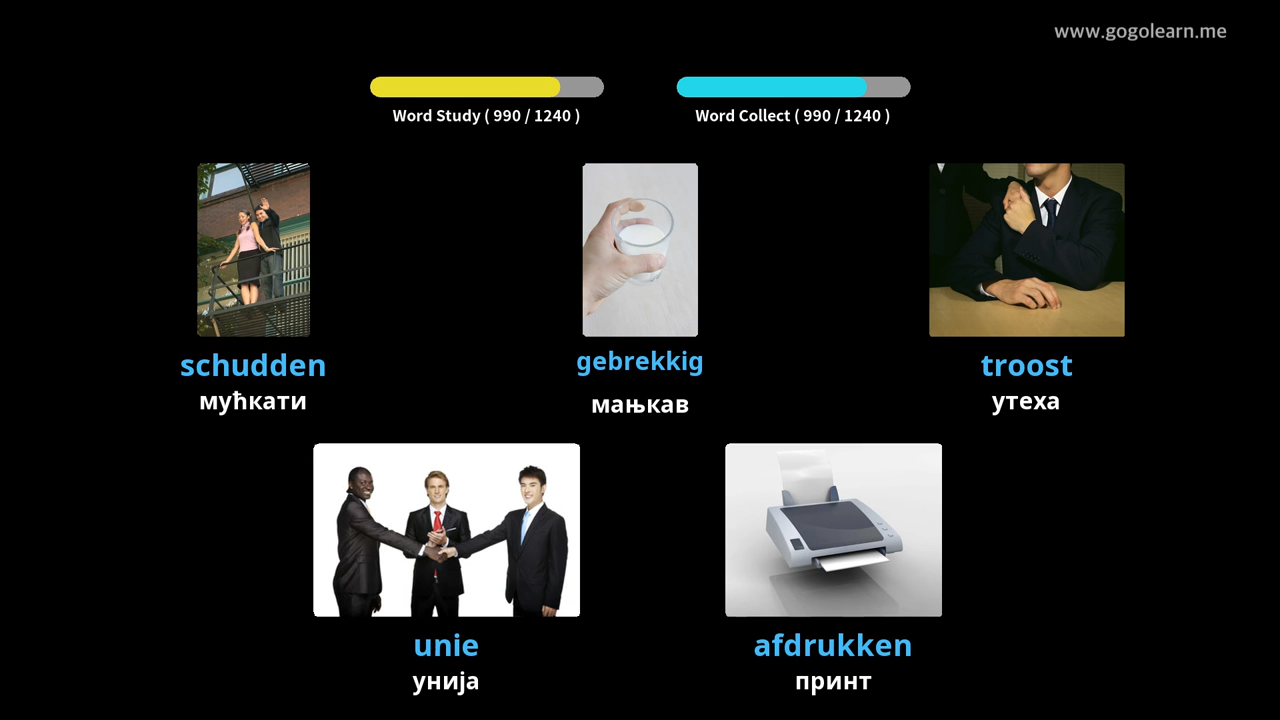 www.gogolearn.me
Word Study ( 990 / 1240 )
Word Collect ( 990 / 1240 )
schudden
мућкати
gebrekkig
мањкав
troost
утеха
unie
унија
afdrukken
принт